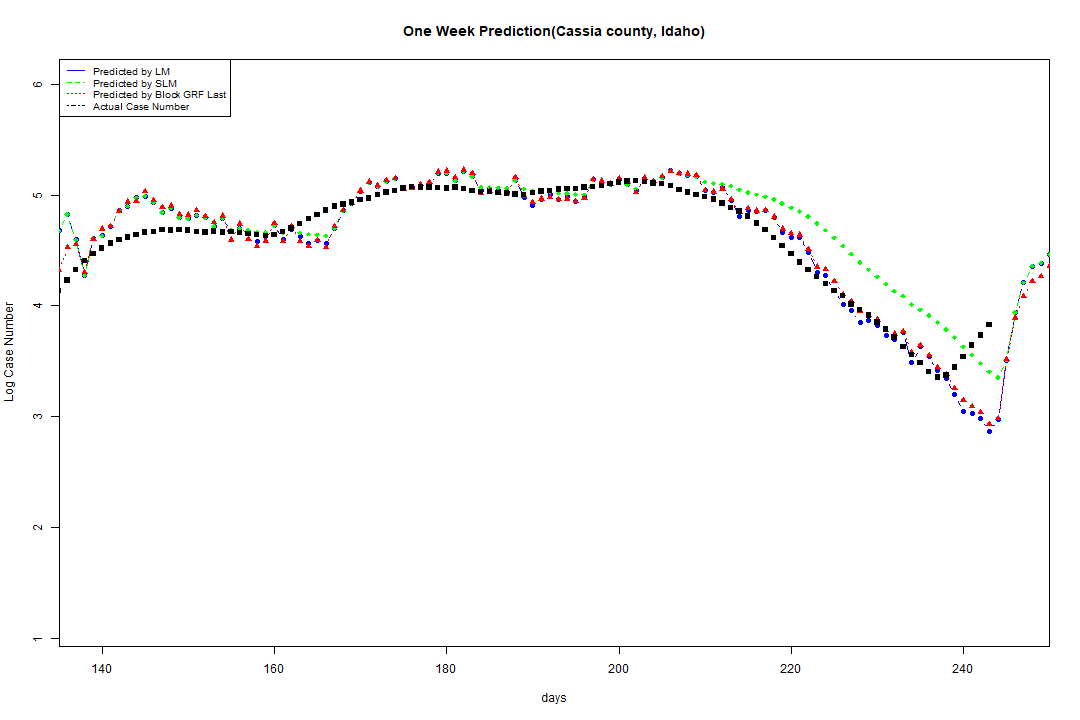 One Week Prediction(Cassia county, Idaho)
Predicted by LM
Predicted by SLM
Predicted by Block GRF Last
Actual Case Number
6
5
4
3
2
1
Log Case Number
140 160 180 200 220 240
days